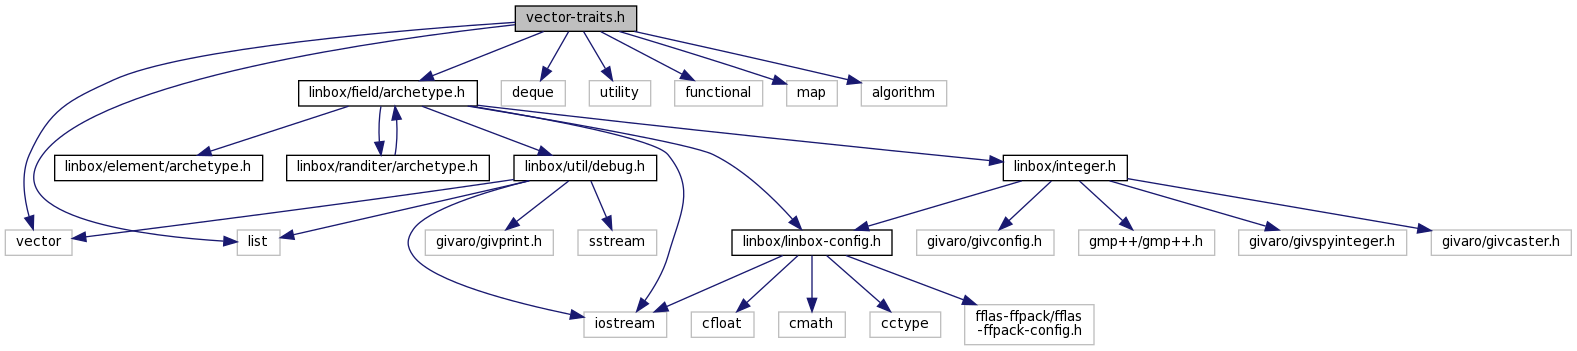 vector-traits.h
linbox/field/archetype.h
deque
utility
functional
map
algorithm
linbox/element/archetype.h
linbox/randiter/archetype.h
linbox/util/debug.h
linbox/integer.h
vector
list
givaro/givprint.h
sstream
linbox/linbox-config.h
givaro/givconfig.h
gmp++/gmp++.h
givaro/givspyinteger.h
givaro/givcaster.h
iostream
cfloat
cmath
cctype
fflas-ffpack/fflas
-ffpack-config.h